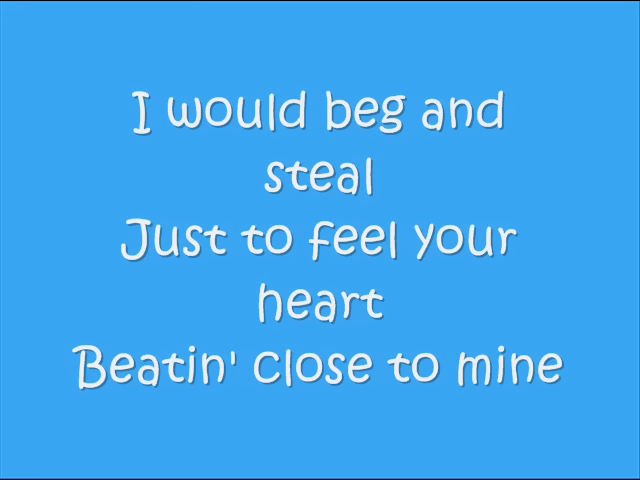 I would beg and
steal
Just to feel your
heart
Beatin' close to mine